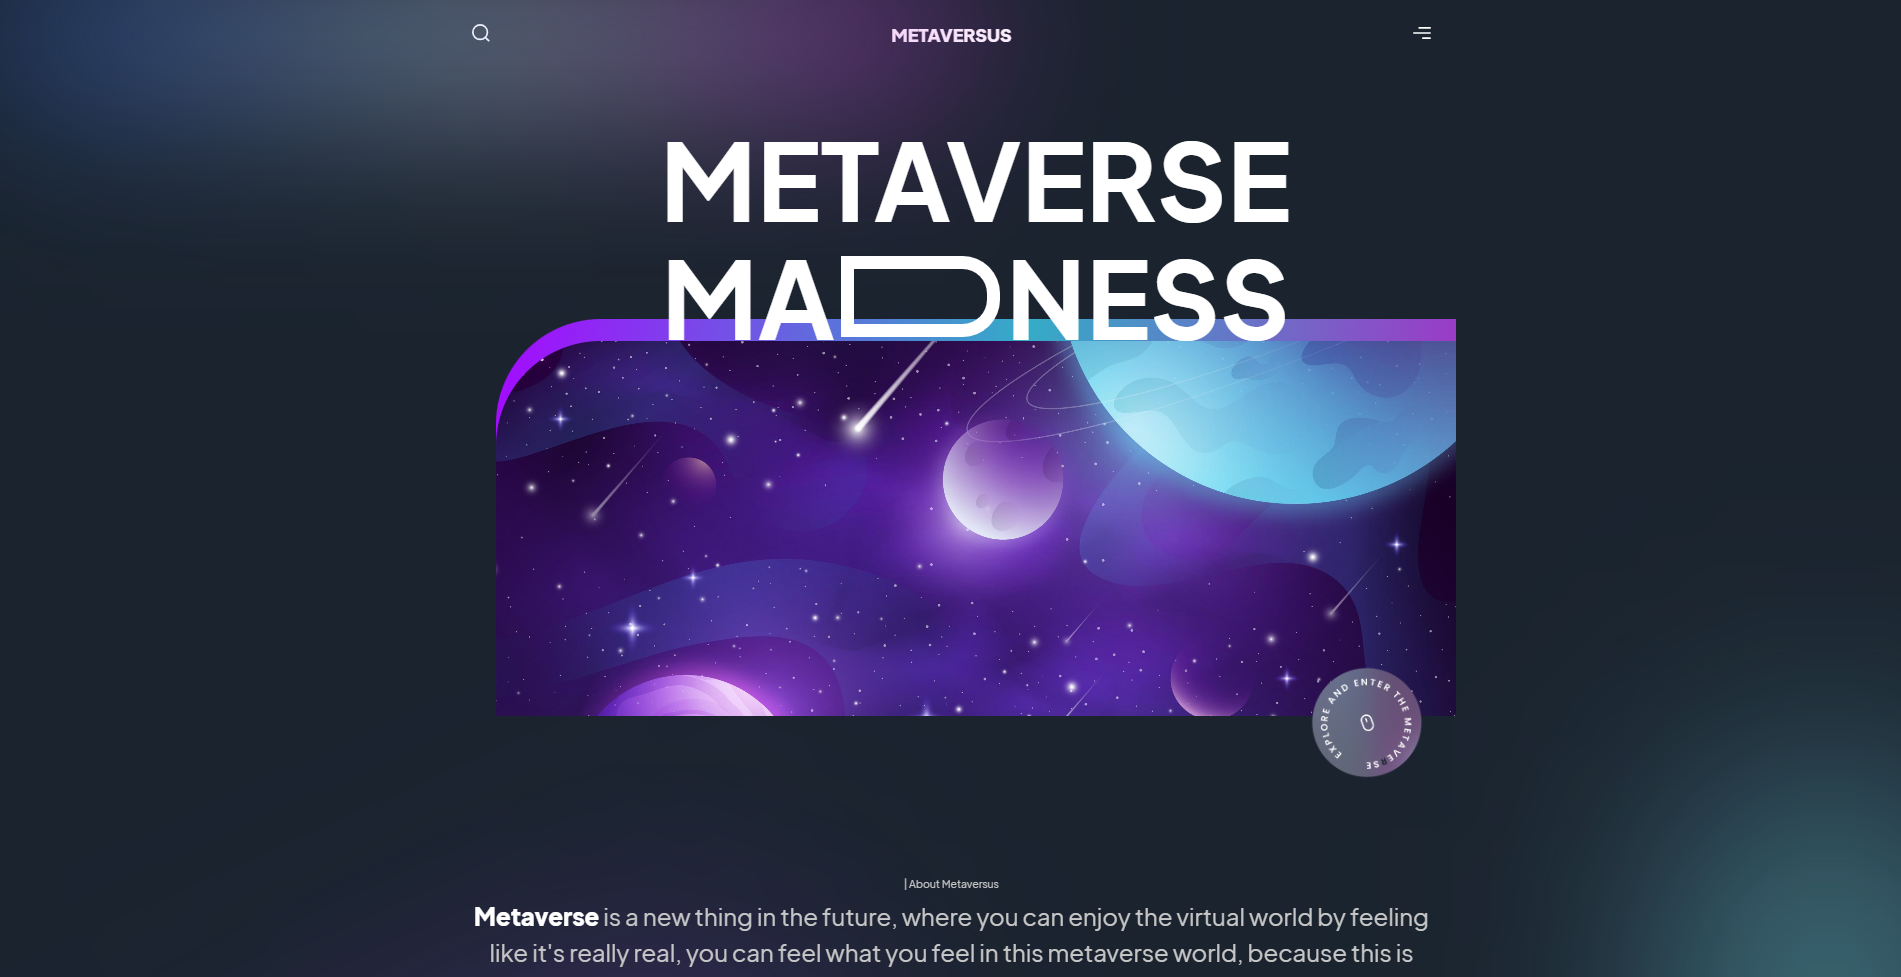 METAVERSUS
METAVERSE
MADNESS
EXPLORE AND ENTER THE METAVERSE
| About Metaversus
Metaverse is a new thing in the future, where you can enjoy the virtual world by feeling
like it's really real, you can feel what you feel in this metaverse world, because this is